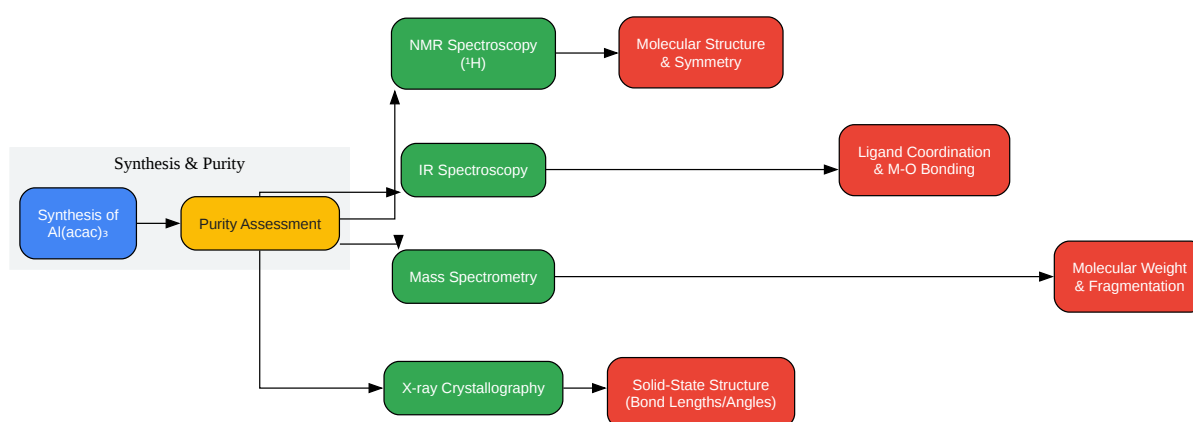 NMR Spectroscopy
(¹H)
Molecular Structure
& Symmetry
Synthesis & Purity
IR Spectroscopy
Ligand Coordination
& M-O Bonding
Synthesis of
Al(acac)₃
Purity Assessment
Mass Spectrometry
Molecular Weight
& Fragmentation
X-ray Crystallography
Solid-State Structure
(Bond Lengths/Angles)